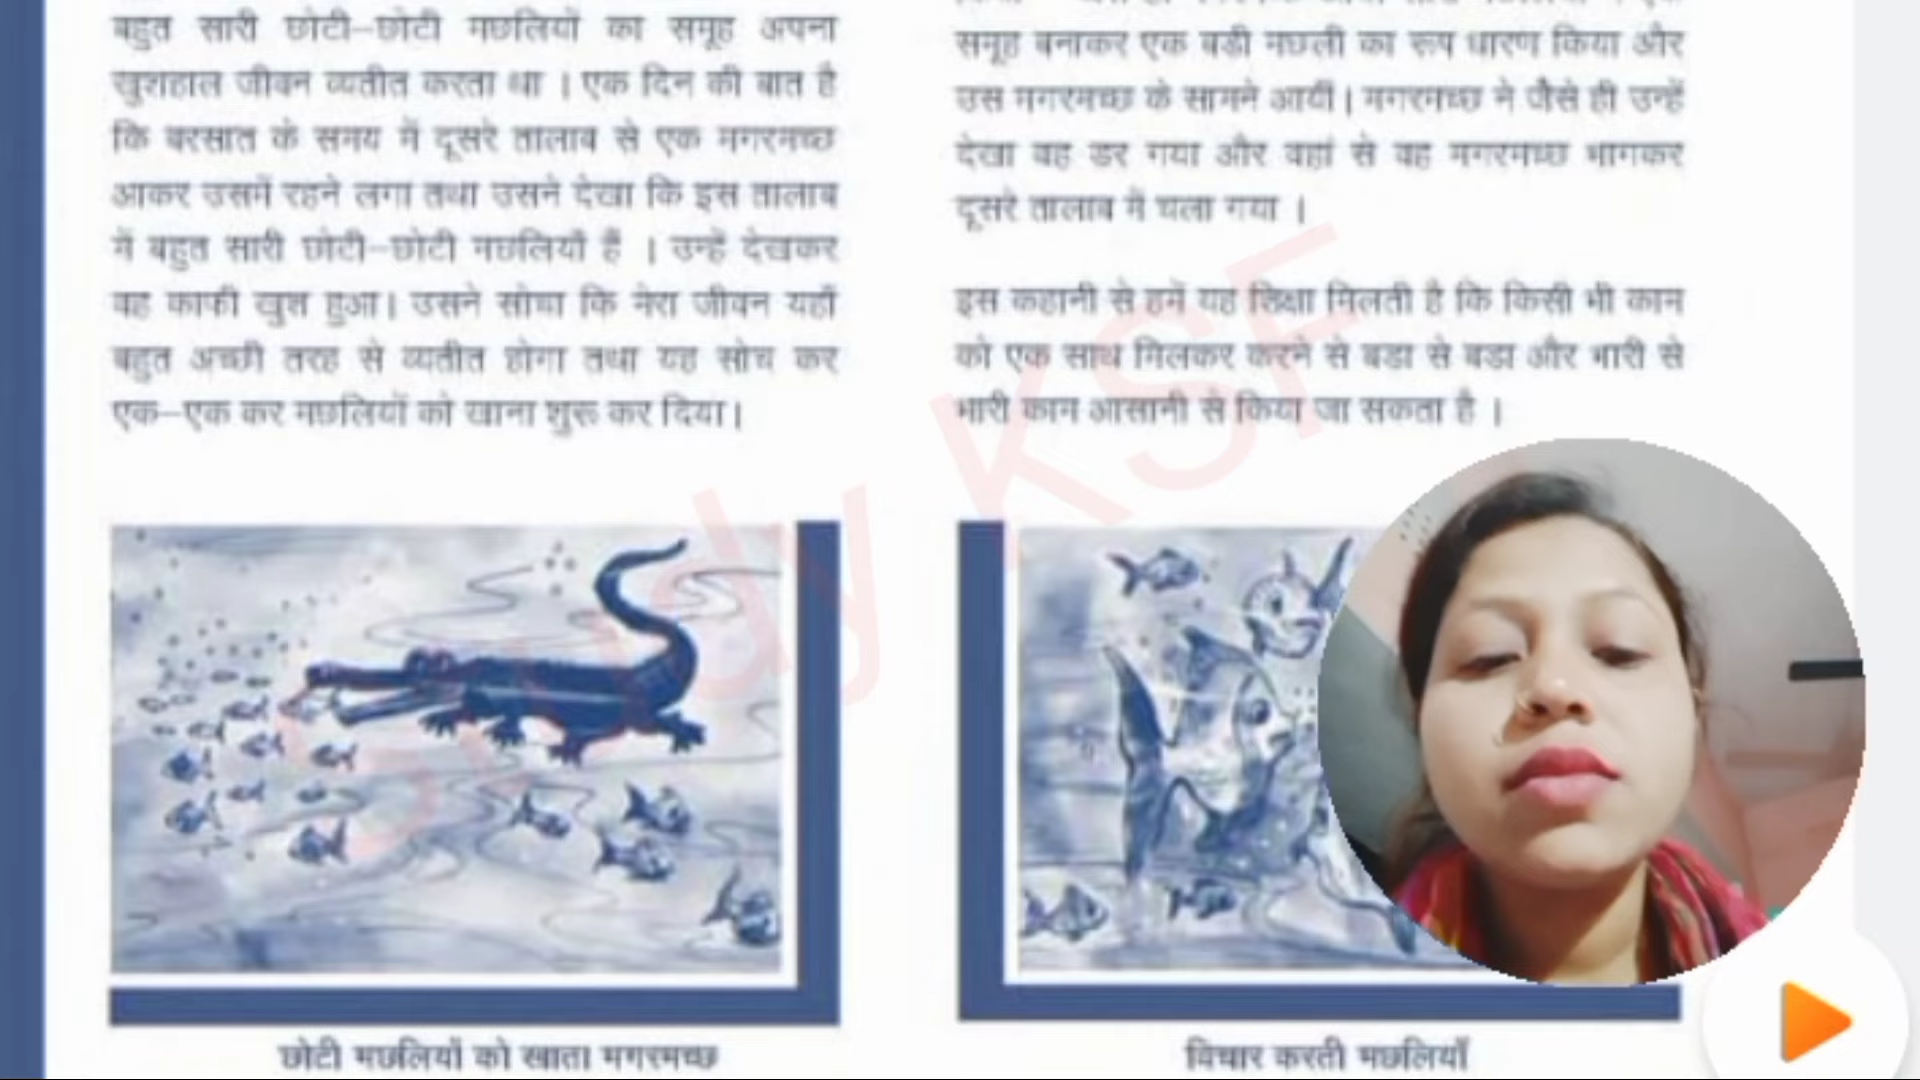 बहुत सारी छोटी–छोटी मछलियों का समूह अपना
खुशहाल जीवन व्यतीत करता था । एक दिन की बात है
कि बरसात के समय में दूसरे तालाब से एक मगरमच्छ
आकर उसमें रहने लगा तथा उसने देखा कि इस तालाब
में बहुत सारी छोटी–छोटी मछलियाँ हैं । उन्हें देखकर
वह काफी खुश हुआ। उसने सोचा कि मेरा जीवन यहाँ
बहुत अच्छी तरह से व्यतीत होगा तथा यह सोच कर
एक–एक कर मछलियों को खाना शुरू कर दिया।
छोटी मछलियों को खाता मगरमच्छ
समूह बनाकर एक बडी मछली का रूप धारण किया और
उस मगरमच्छ के सामने आयीं। मगरमच्छ ने जैसे ही उन्हें
देखा वह डर गया और वहां से वह मगरमच्छ भागकर
दूसरे तालाब में चला गया ।
इस कहानी से हमें यह शिक्षा मिलती है कि किसी भी काम
को एक साथ मिलकर करने से बडा से बडा और भारी से
भारी काम आसानी से किया जा सकता है ।
विचार करती मछलियाँ
Study KSF